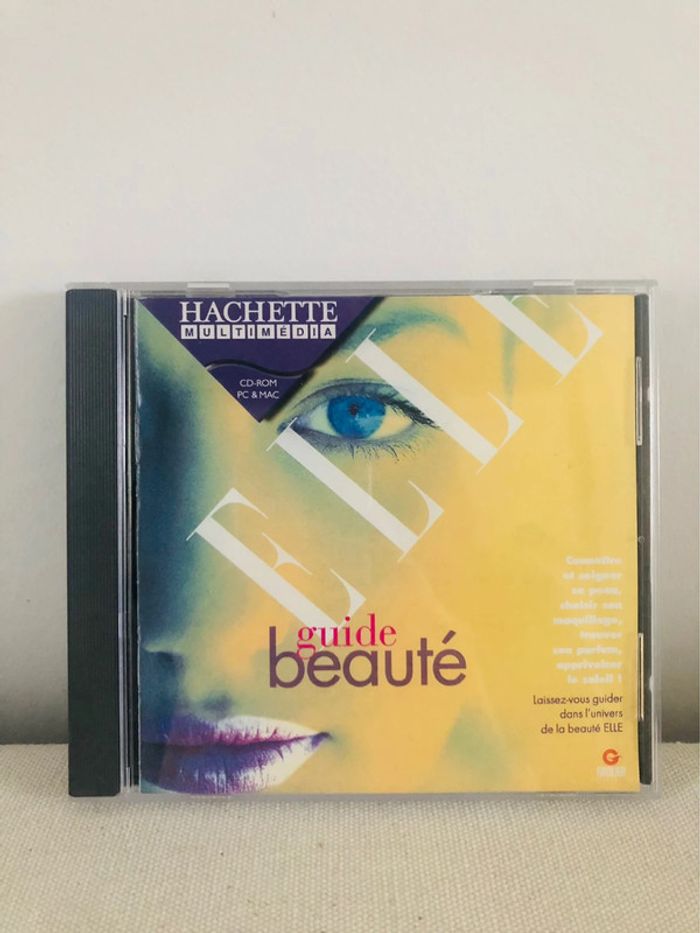 HACHETTE
MULTIMÉDIA
CD-ROM
PC & MAC
ELLE
guide
beauté
Connaître
et soigner
sa peau,
choisir son
maquillage,
trouver
son parfum,
apprivoiser
le soleil !
Laissez-vous guider
dans l'univers
de la beauté ELLE